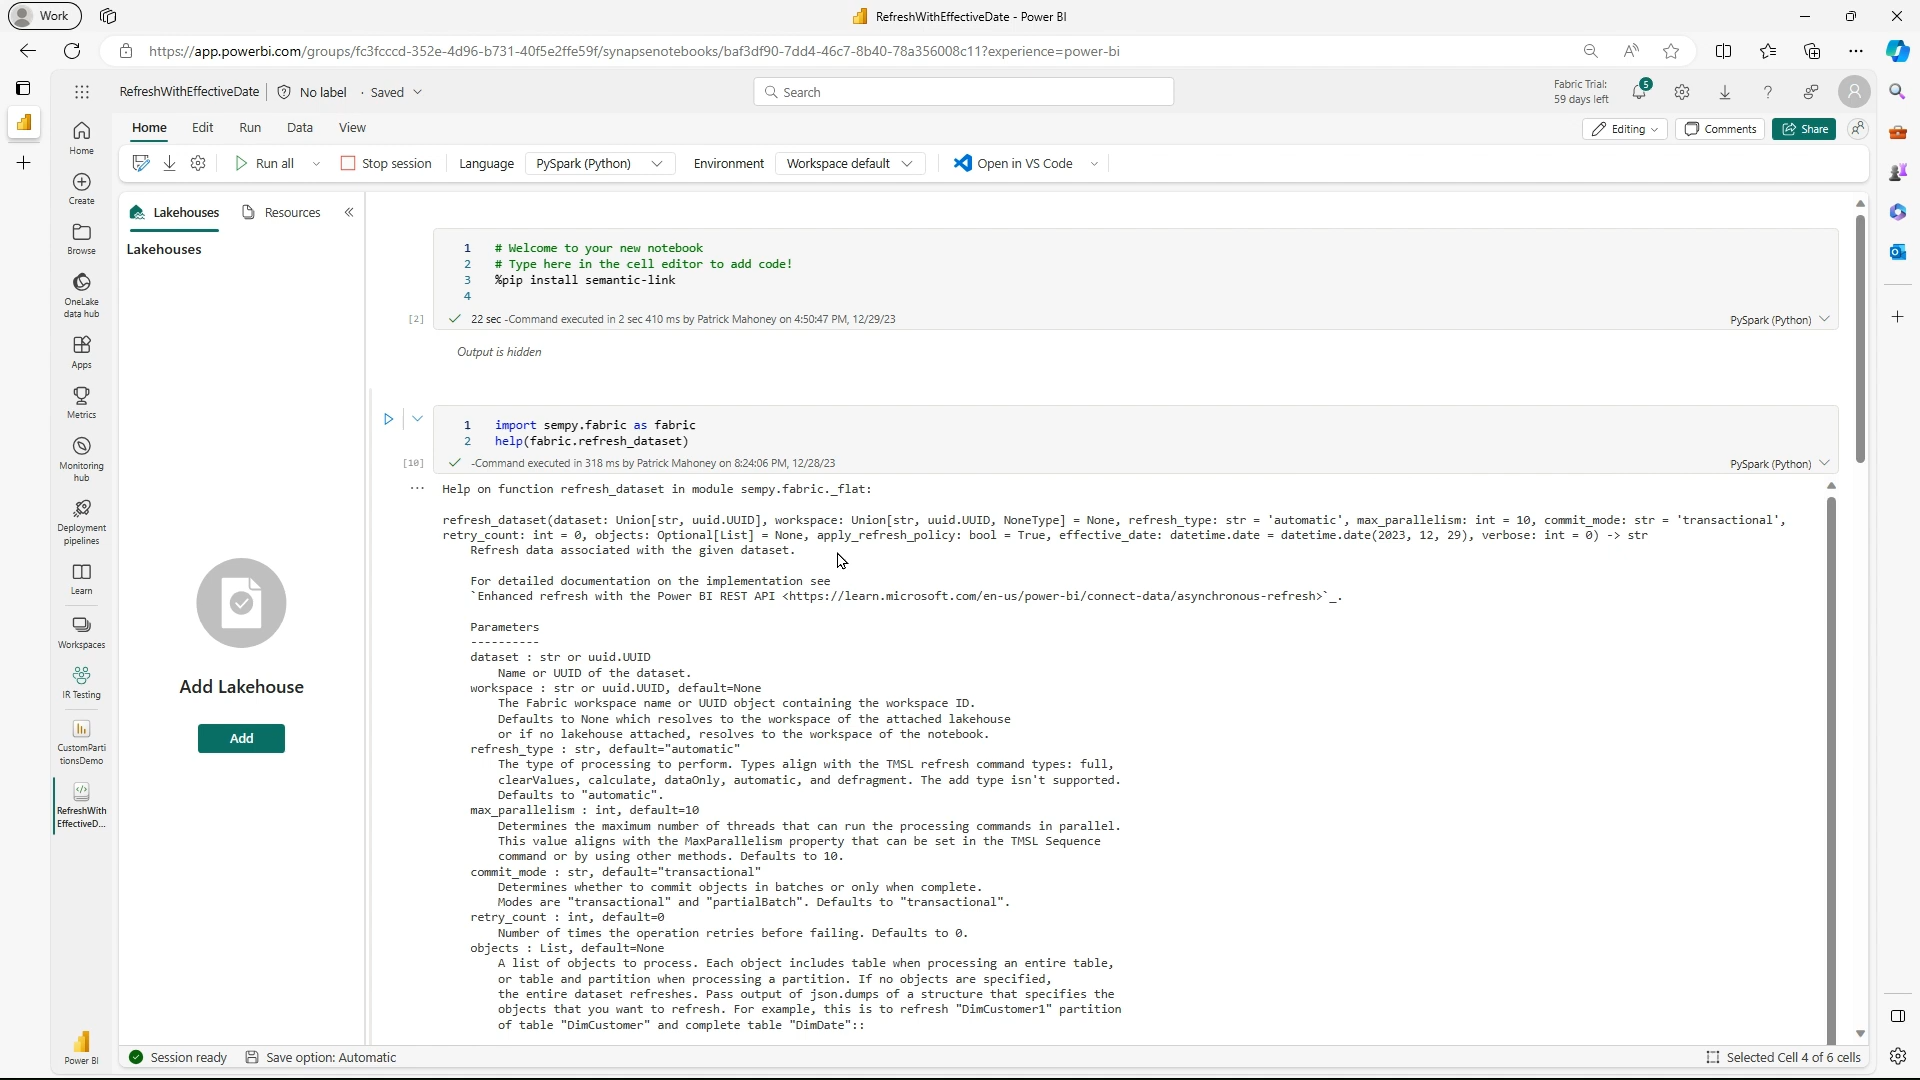 Work
RefreshWithEffectiveDate - Power BI
https://app.powerbi.com/groups/fc3fcccd-352e-4d96-b731-40f5e2ffe59f/synapsenotebooks/baf3df90-7dd4-46c7-8b40-78a356008c11?experience=power-bi
RefreshWithEffectiveDate
No label
· Saved
Search
Fabric Trial:
59 days left
5
Home
Edit
Run
Data
View
Editing
Comments
Share
Run all
Stop session
Language
PySpark (Python)
Environment
Workspace default
Open in VS Code
Home
Create
Browse
OneLake
data hub
Apps
Metrics
Monitoring
hub
Deployment
pipelines
Learn
Workspaces
IR Testing
CustomParti
tionsDemo
RefreshWith
EffectiveD...
Power BI
Lakehouses
Resources
Lakehouses
Add Lakehouse
Add
1 # Welcome to your new notebook
2 # Type here in the cell editor to add code!
3 %pip install semantic-link
4
[2]
22 sec -Command executed in 2 sec 410 ms by Patrick Mahoney on 4:50:47 PM, 12/29/23
PySpark (Python)
Output is hidden
1 import sempy.fabric as fabric
2 help(fabric.refresh_dataset)
[10]
-Command executed in 318 ms by Patrick Mahoney on 8:24:06 PM, 12/28/23
PySpark (Python)
Help on function refresh_dataset in module sempy.fabric._flat:
refresh_dataset(dataset: Union[str, uuid.UUID], workspace: Union[str, uuid.UUID, NoneType] = None, refresh_type: str = 'automatic', max_parallelism: int = 10, commit_mode: str = 'transactional',
retry_count: int = 0, objects: Optional[List] = None, apply_refresh_policy: bool = True, effective_date: datetime.date = datetime.date(2023, 12, 29), verbose: int = 0) -> str
Refresh data associated with the given dataset.
For detailed documentation on the implementation see
`Enhanced refresh with the Power BI REST API <https://learn.microsoft.com/en-us/power-bi/connect-data/asynchronous-refresh>`_.
Parameters
----------
dataset : str or uuid.UUID
Name or UUID of the dataset.
workspace : str or uuid.UUID, default=None
The Fabric workspace name or UUID object containing the workspace ID.
Defaults to None which resolves to the workspace of the attached lakehouse
or if no lakehouse attached, resolves to the workspace of the notebook.
refresh_type : str, default="automatic"
The type of processing to perform. Types align with the TMSL refresh command types: full,
clearValues, calculate, dataOnly, automatic, and defragment. The add type isn't supported.
Defaults to "automatic".
max_parallelism : int, default=10
Determines the maximum number of threads that can run the processing commands in parallel.
This value aligns with the MaxParallelism property that can be set in the TMSL Sequence
command or by using other methods. Defaults to 10.
commit_mode : str, default="transactional"
Determines whether to commit objects in batches or only when complete.
Modes are "transactional" and "partialBatch". Defaults to "transactional".
retry_count : int, default=0
Number of times the operation retries before failing. Defaults to 0.
objects : List, default=None
A list of objects to process. Each object includes table when processing an entire table,
or table and partition when processing a partition. If no objects are specified,
the entire dataset refreshes. Pass output of json.dumps of a structure that specifies the
objects that you want to refresh. For example, this is to refresh "DimCustomer1" partition
of table "DimCustomer" and complete table "DimDate"::
Session ready
Save option: Automatic
Selected Cell 4 of 6 cells